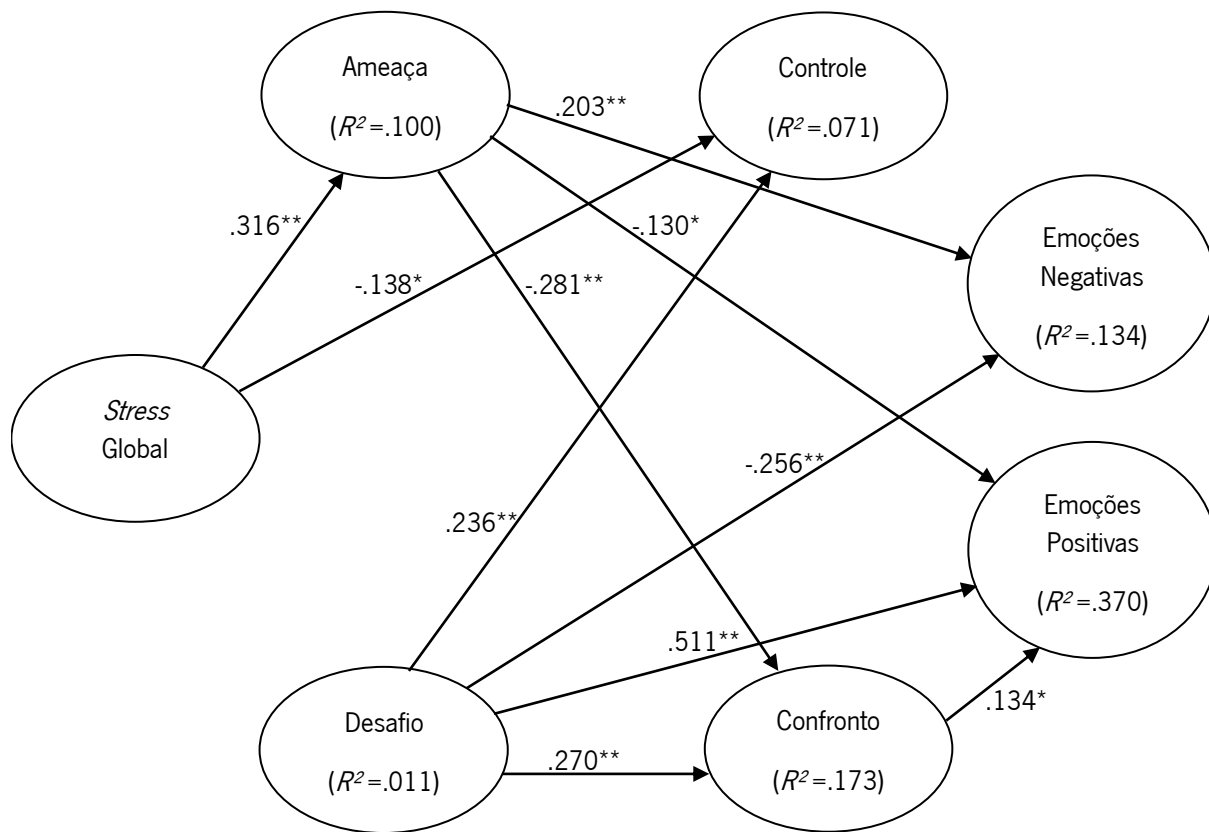 Ameaça
(R² =.100)
Controle
(R² =.071)
.203**
.316**
-.130*
Emoções
Negativas
(R² =.134)
-.138*
-.281**
Stress
Global
-.256**
.236**
Emoções
Positivas
(R² =.370)
.511**
Desafio
(R² =.011)
.270**
Confronto
(R² =.173)
.134*